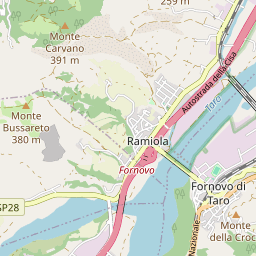 259 m
Monte
Carvano
391 m
Autostrada della Cisa
Taro
Monte
Bussareto
380 m
Ramiola
Fornovo
Fornovo di
Taro
SP28
Nazionale
Monte
della Croc